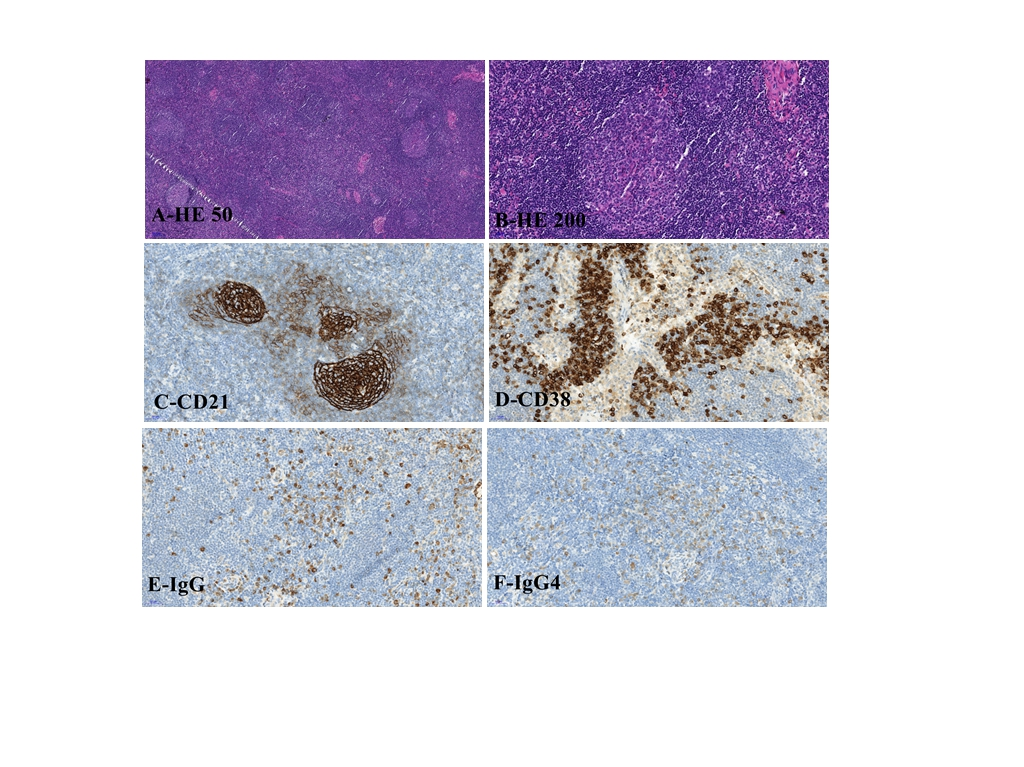 A-HE 50
B-HE 200
C-CD21
D-CD38
E-IgG
F-IgG4